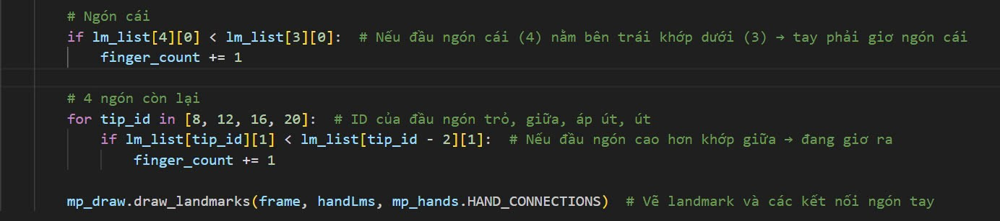 # Ngón cái
if lm_list[4][0] < lm_list[3][0]:  # Nếu đầu ngón cái (4) nằm bên trái khớp dưới (3) → tay phải giơ ngón cái
    finger_count += 1
# 4 ngón còn lại
for tip_id in [8, 12, 16, 20]:  # ID của đầu ngón trỏ, giữa, áp út, út
    if lm_list[tip_id][1] < lm_list[tip_id - 2][1]:  # Nếu đầu ngón cao hơn khớp giữa → đang giơ ra
        finger_count += 1
mp_draw.draw_landmarks(frame, handLms, mp_hands.HAND_CONNECTIONS)  # Vẽ landmark và các kết nối ngón tay